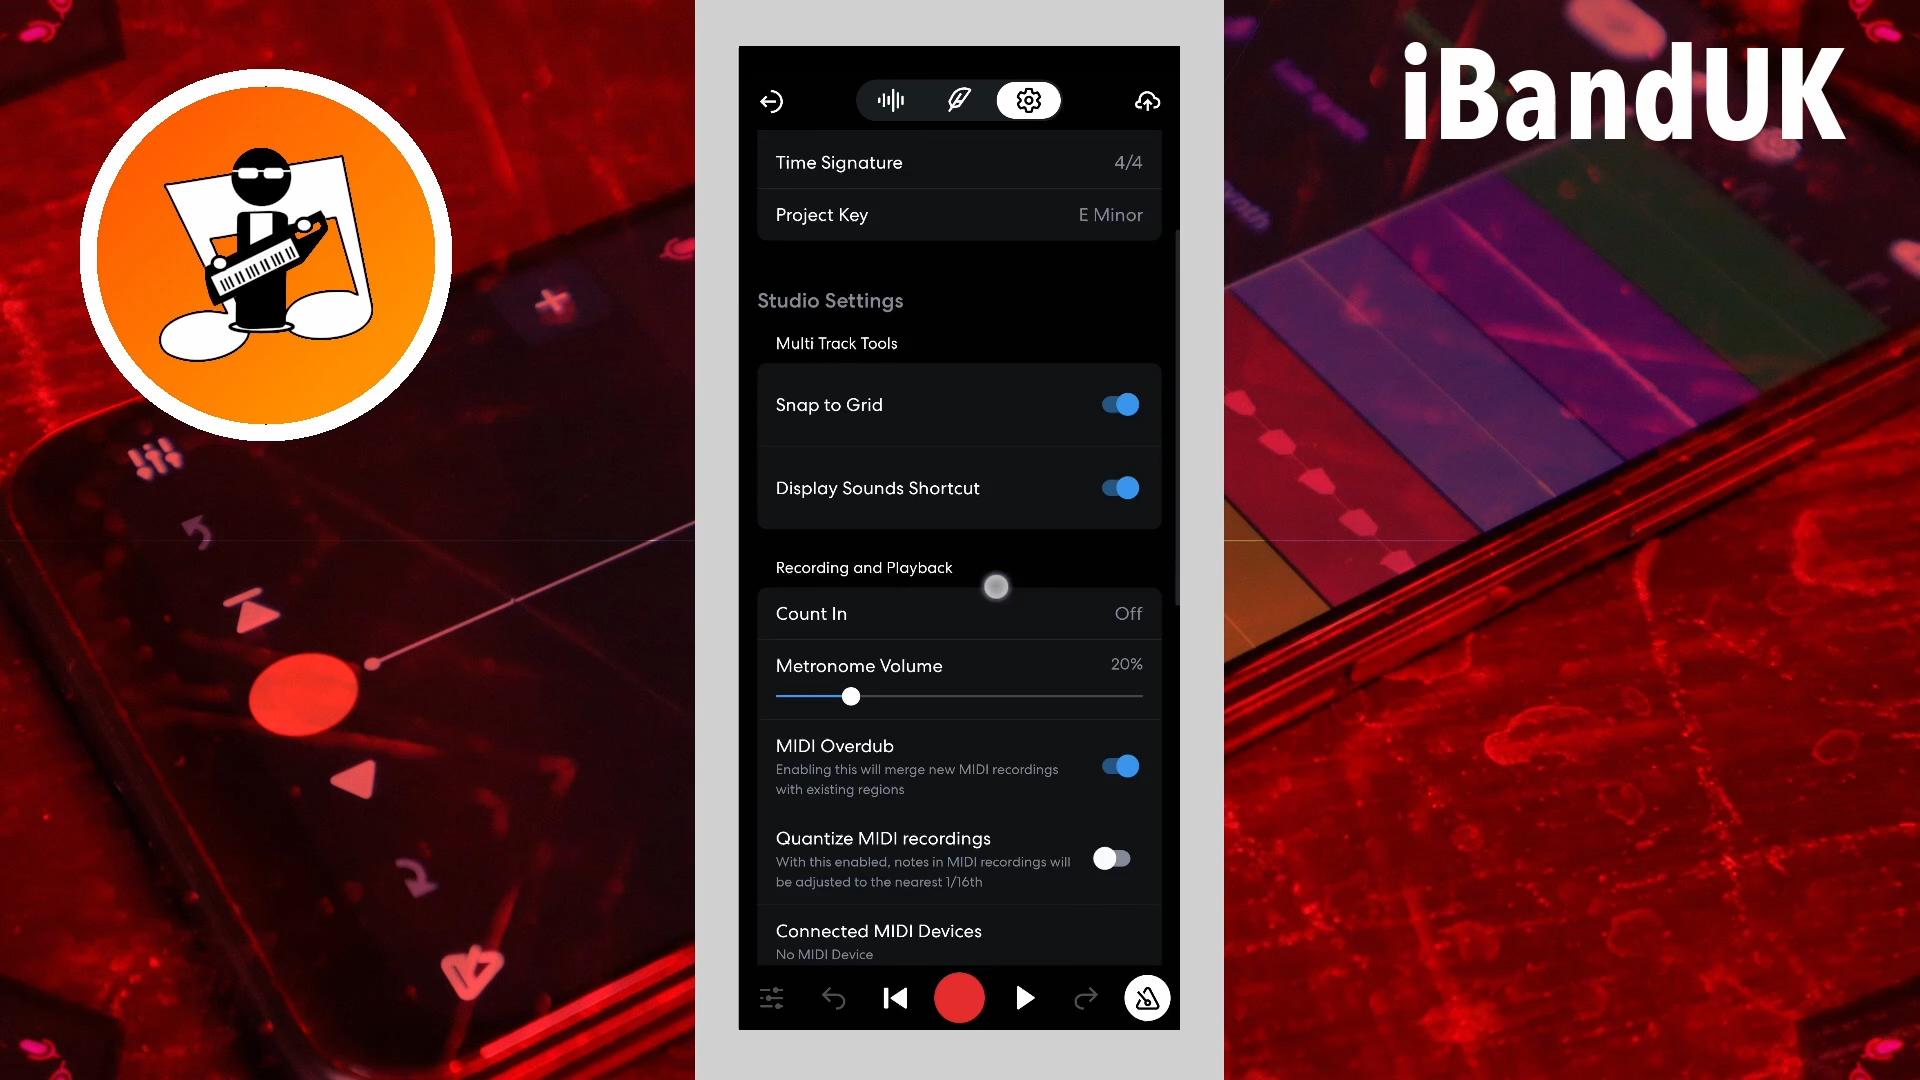 iBandUK
Time Signature 4/4
Project Key E Minor
Studio Settings
Multi Track Tools
Snap to Grid
Display Sounds Shortcut
Recording and Playback
Count In Off
Metronome Volume 20%
MIDI Overdub
Enabling this will merge new MIDI recordings
with existing regions
Quantize MIDI recordings
With this enabled, notes in MIDI recordings will
be adjusted to the nearest 1/16th
Connected MIDI Devices
No MIDI Device